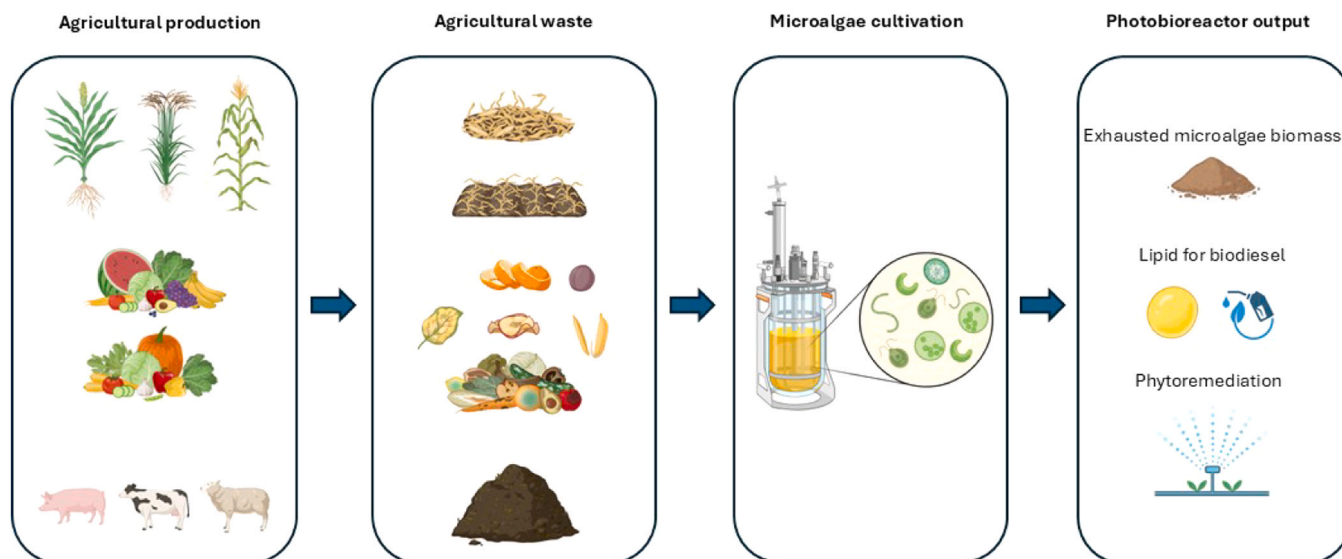 Agricultural production
Agricultural waste
Microalgae cultivation
Photobioreactor output
Exhausted microalgae biomass
Lipid for biodiesel
Phytoremediation